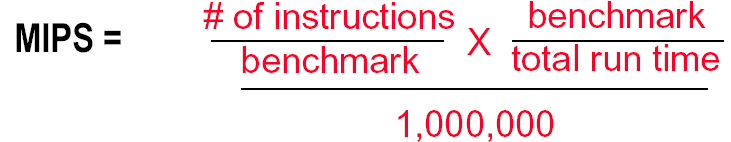 MIPS = # of instructions X benchmark
benchmark total run time
1,000,000